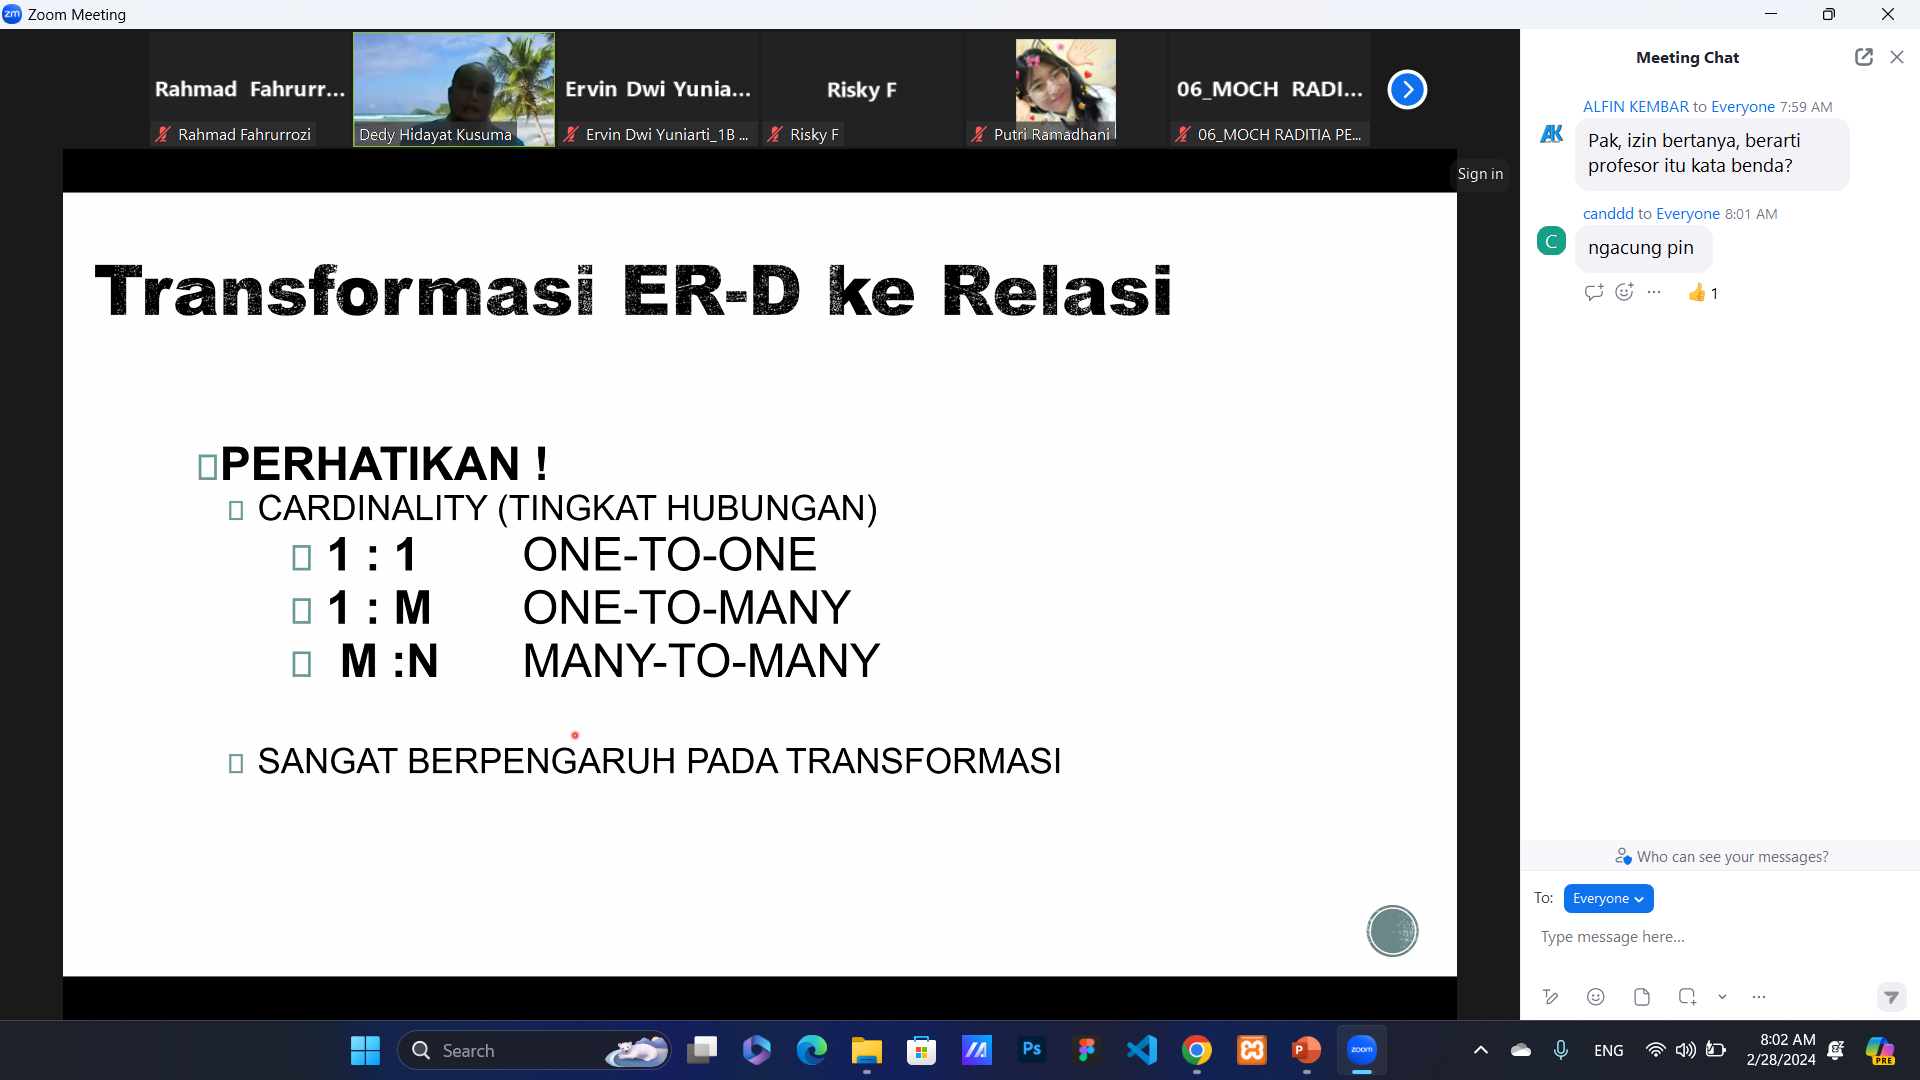 Zoom Meeting
Rahmad Fahrurr...
Ervin Dwi Yunia...
Risky F
06_MOCH RADI...
Rahmad Fahrurrozi
Dedy Hidayat Kusuma
Ervin Dwi Yuniarti_1B ...
Risky F
Putri Ramadhani
06_MOCH RADITIA PE...
Sign in
Transformasi ER-D ke Relasi
PERHATIKAN !
CARDINALITY (TINGKAT HUBUNGAN)
1 : 1 ONE-TO-ONE
1 : M ONE-TO-MANY
M :N MANY-TO-MANY
SANGAT BERPENGARUH PADA TRANSFORMASI
Meeting Chat
ALFIN KEMBAR to Everyone 7:59 AM
AK
Pak, izin bertanya, berarti
profesor itu kata benda?
canddd to Everyone 8:01 AM
C
ngacung pin
1
Who can see your messages?
To: Everyone
Type message here...
Search
Ps
zoom
ENG
8:02 AM
2/28/2024
PRE